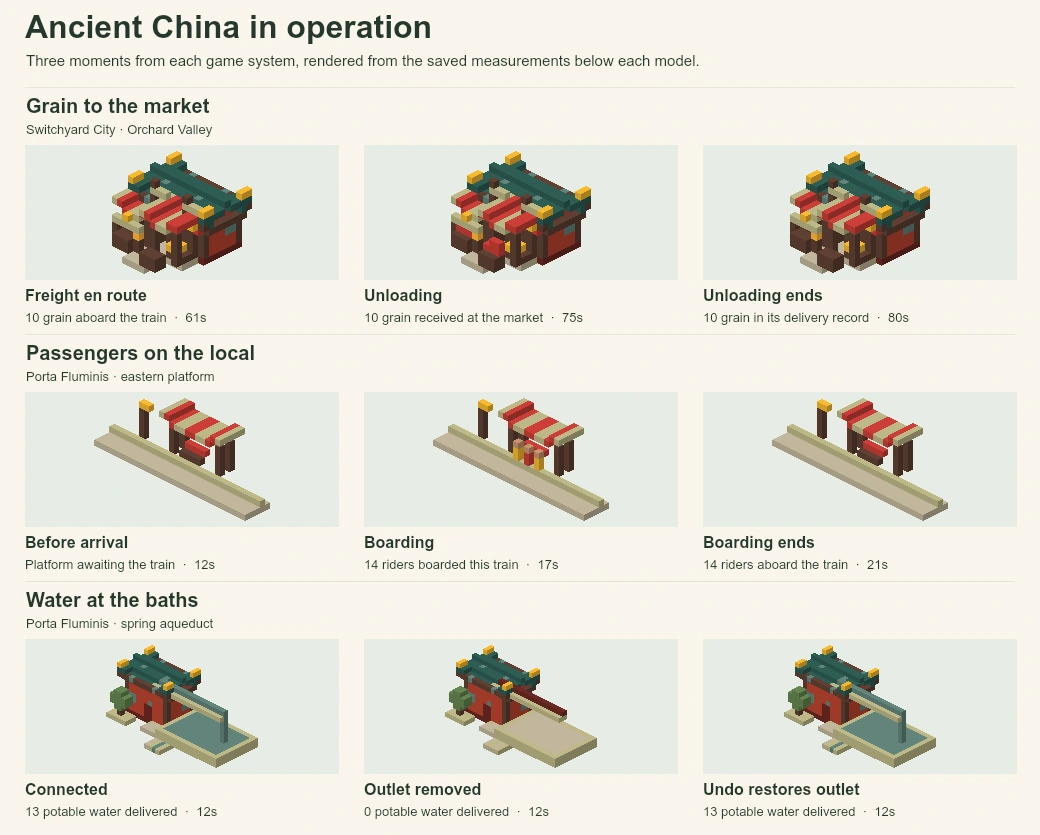 Ancient China in operation
Three moments from each game system, rendered from the saved measurements below each model.
Grain to the market
Switchyard City · Orchard Valley
Freight en route
10 grain aboard the train · 61s
Unloading
10 grain received at the market · 75s
Unloading ends
10 grain in its delivery record · 80s
Passengers on the local
Porta Fluminis · eastern platform
Before arrival
Platform awaiting the train · 12s
Boarding
14 riders boarded this train · 17s
Boarding ends
14 riders aboard the train · 21s
Water at the baths
Porta Fluminis · spring aqueduct
Connected
13 potable water delivered · 12s
Outlet removed
0 potable water delivered · 12s
Undo restores outlet
13 potable water delivered · 12s